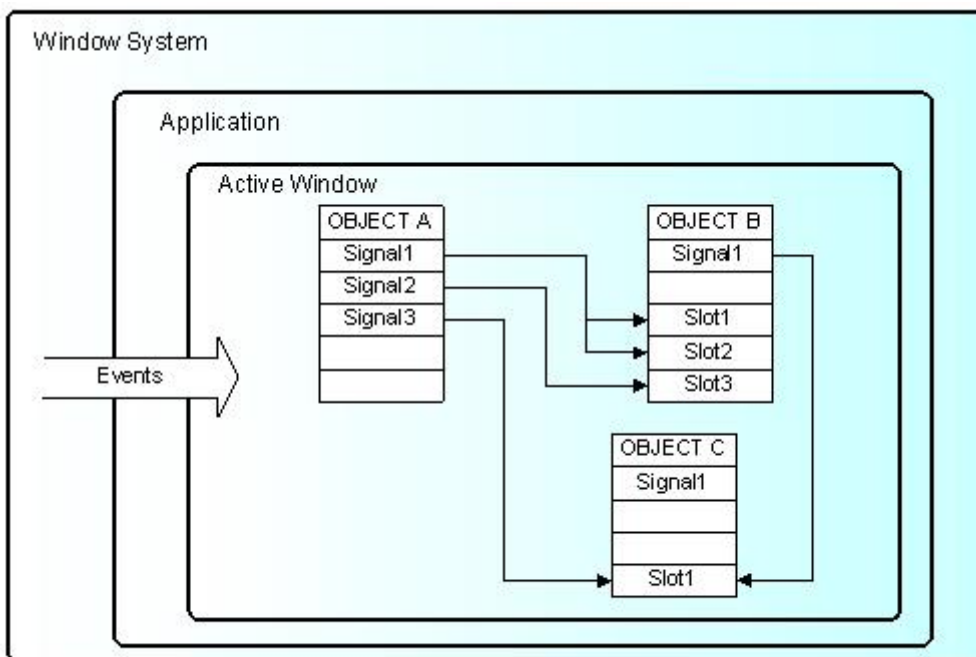 Window System
Application
Active Window
OBJECT A
Signal1
Signal2
Signal3
OBJECT B
Signal1
Slot1
Slot2
Slot3
Events
OBJECT C
Signal1
Slot1